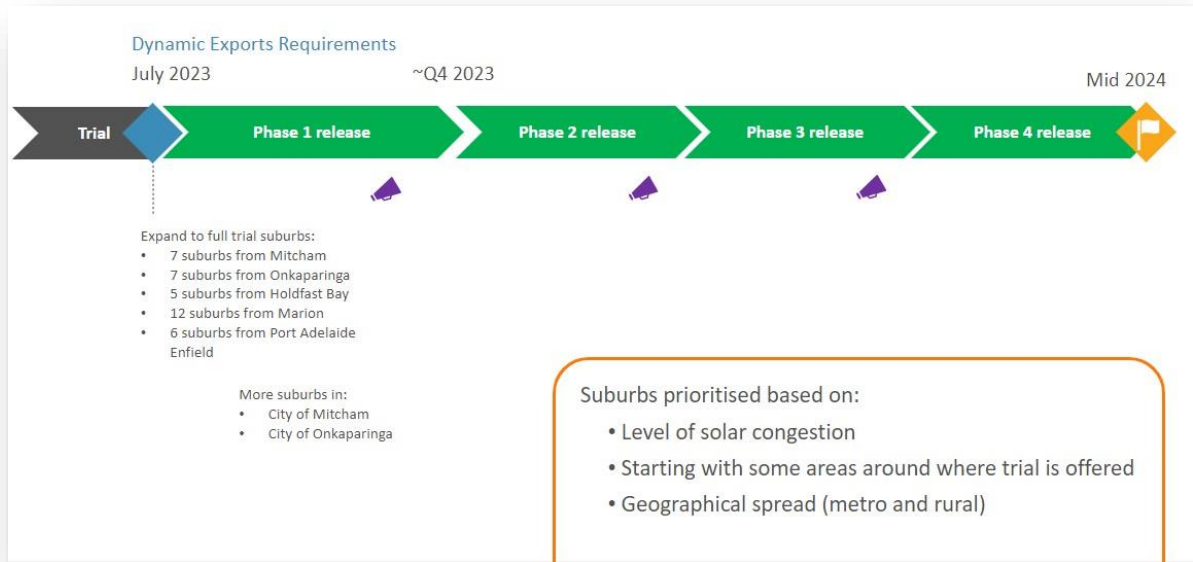 Dynamic Exports Requirements
July 2023
~Q4 2023
Mid 2024
Trial
Phase 1 release
Phase 2 release
Phase 3 release
Phase 4 release
Expand to full trial suburbs:
• 7 suburbs from Mitcham
• 7 suburbs from Onkaparinga
• 5 suburbs from Holdfast Bay
• 12 suburbs from Marion
• 6 suburbs from Port Adelaide
Enfield
More suburbs in:
• City of Mitcham
• City of Onkaparinga
Suburbs prioritised based on:
• Level of solar congestion
• Starting with some areas around where trial is offered
• Geographical spread (metro and rural)